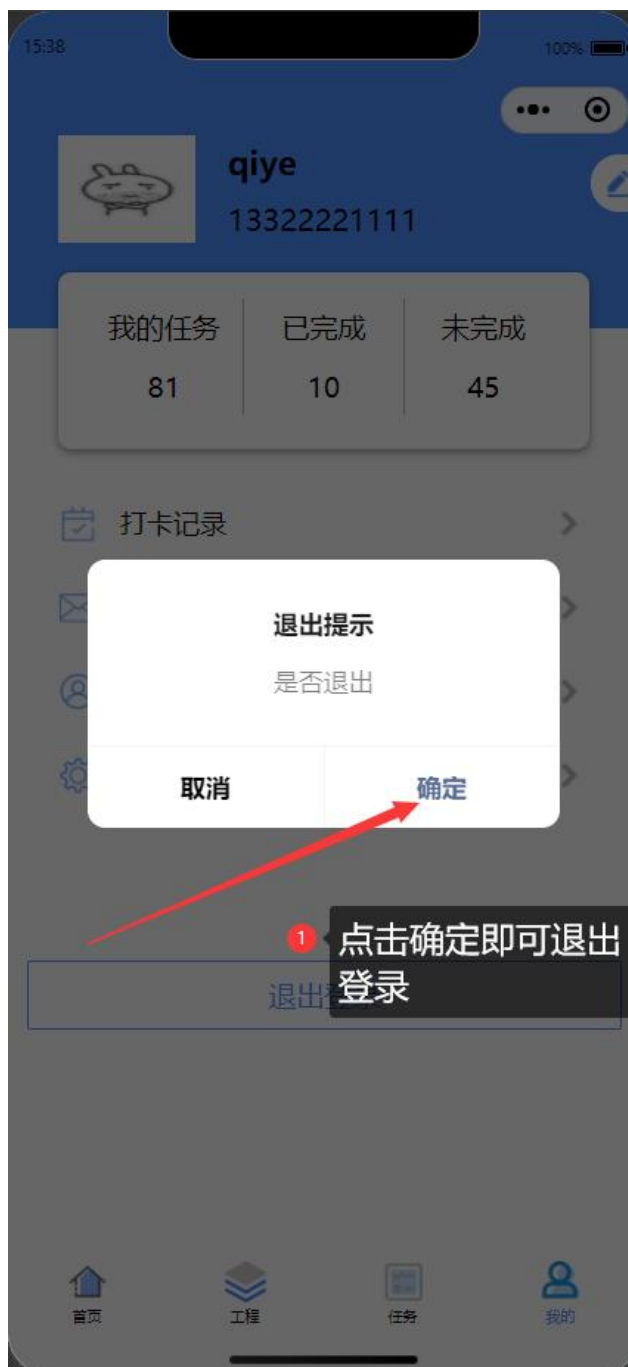 15:38
100%
qiye
13322221111
我的任务 已完成 未完成
81 10 45
打卡记录
退出提示
是否退出
取消 确定
1 点击确定即可退出
登录
退出
首页 工程 任务 我的